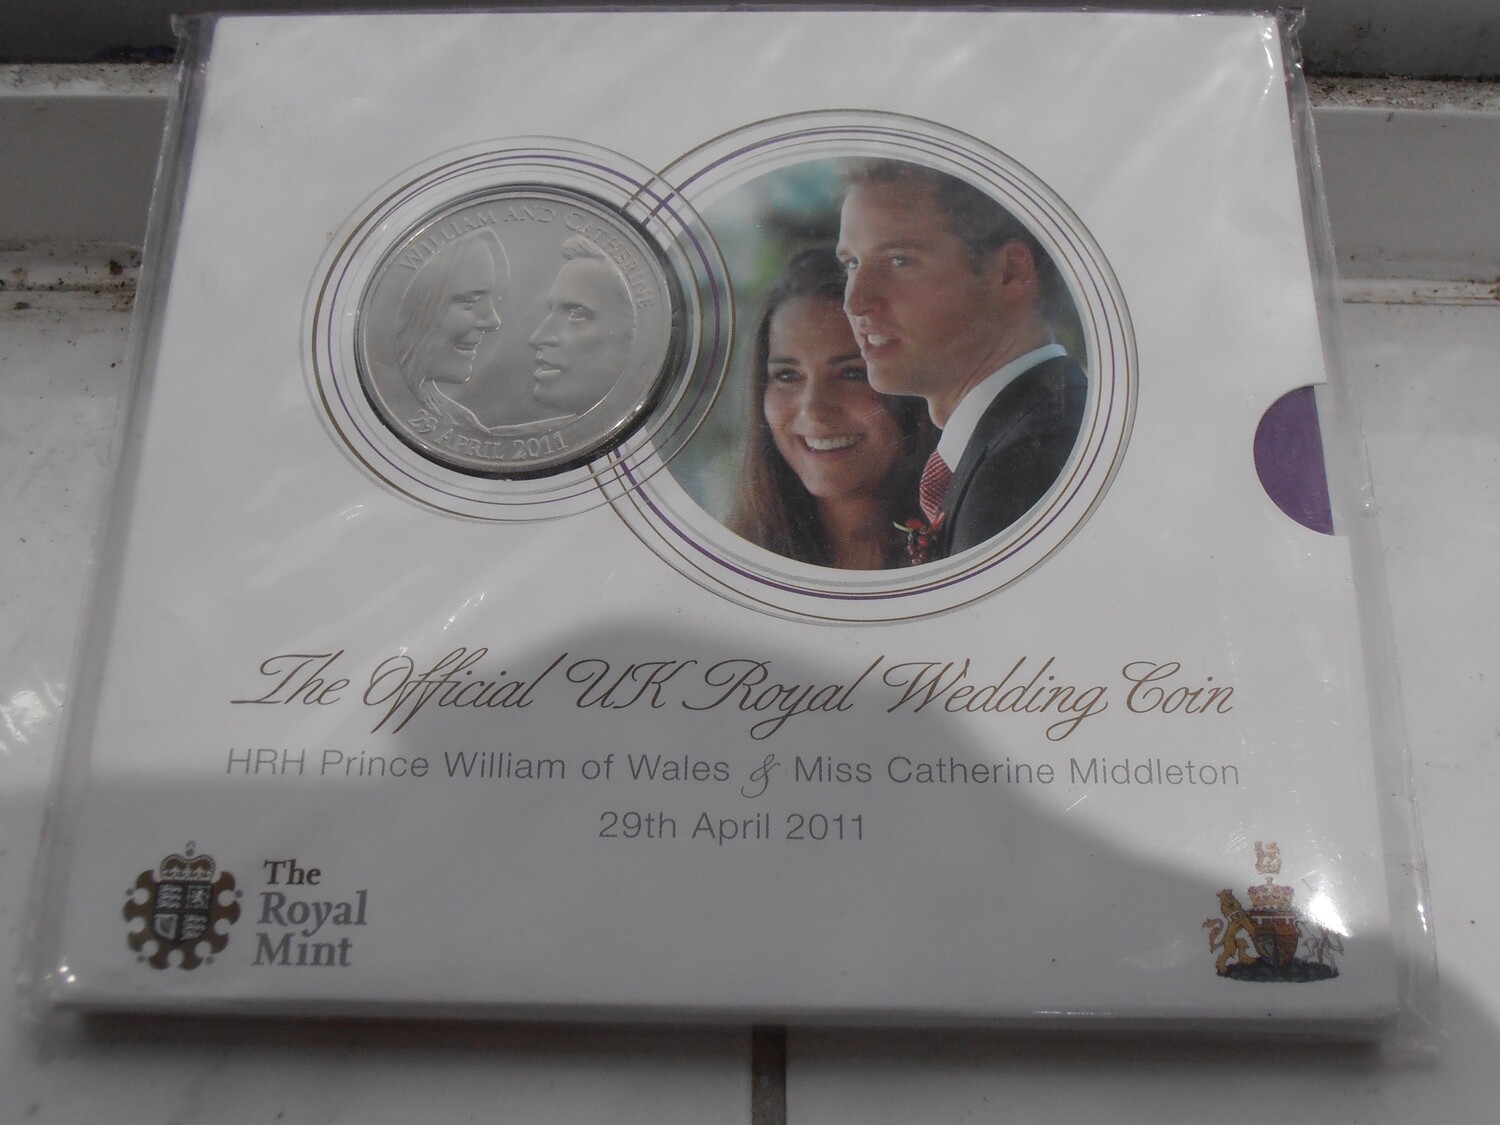 WILLIAM AND CATHERINE
29 APRIL 2011
The Official UK Royal Wedding Coin
HRH Prince William of Wales & Miss Catherine Middleton
29th April 2011
The
Royal
Mint